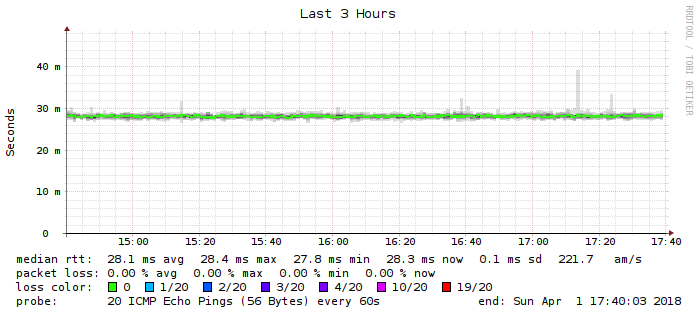 Last 3 Hours
RRDTOOL / TOBI OETIKER
Seconds
40 m
30 m
20 m
10 m
0
15:00 15:20 15:40 16:00 16:20 16:40 17:00 17:20 17:40
median rtt: 28.1 ms avg 28.4 ms max 27.8 ms min 28.3 ms now 0.1 ms sd 221.7 am/s
packet loss: 0.00 % avg 0.00 % max 0.00 % min 0.00 % now
loss color: 0 1/20 2/20 3/20 4/20 10/20 19/20
probe: 20 ICMP Echo Pings (56 Bytes) every 60s end: Sun Apr 1 17:40:03 2018